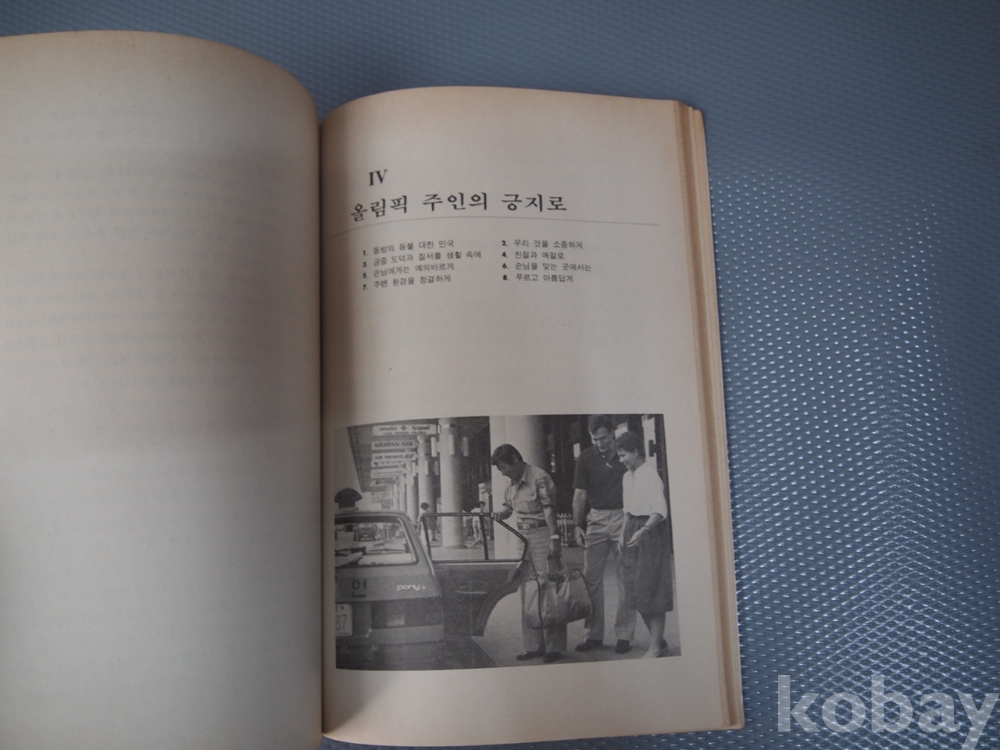 IV
올림픽 주인의 긍지로
1. 동방의 등불 대한 민국
2. 우리 것을 소중하게
3. 공중 도덕과 질서를 생활 속에
4. 친절과 예절로
5. 손님에게는 예의바르게
6. 손님을 맞는 곳에서는
7. 주변 환경을 청결하게
8. 푸르고 아름답게
pony
87
kobay